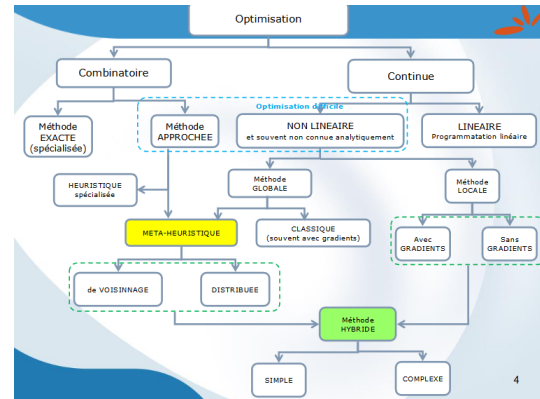 Optimisation
Combinatoire
Continue
Optimisation difficile
Méthode
EXACTE
(spécialisée)
Méthode
APPROCHEE
NON LINEAIRE
et souvent non connue analytiquement
LINEAIRE
Programmatation linéaire
HEURISTIQUE
spécialisée
Méthode
GLOBALE
Méthode
LOCALE
META-HEURISTIQUE
CLASSIQUE
(souvent avec gradients)
Avec
GRADIENTS
Sans
GRADIENTS
de VOISINNAGE
DISTRIBUEE
Méthode
HYBRIDE
SIMPLE
COMPLEXE
4